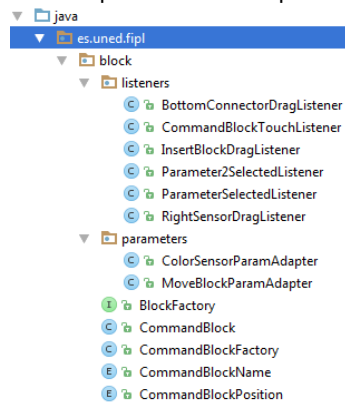 java
es.uned.fipl
block
listeners
C BottomConnectorDragListener
C CommandBlockTouchListener
C InsertBlockDragListener
C Parameter2SelectedListener
C ParameterSelectedListener
C RightSensorDragListener
parameters
C ColorSensorParamAdapter
C MoveBlockParamAdapter
I BlockFactory
C CommandBlock
C CommandBlockFactory
E CommandBlockName
E CommandBlockPosition